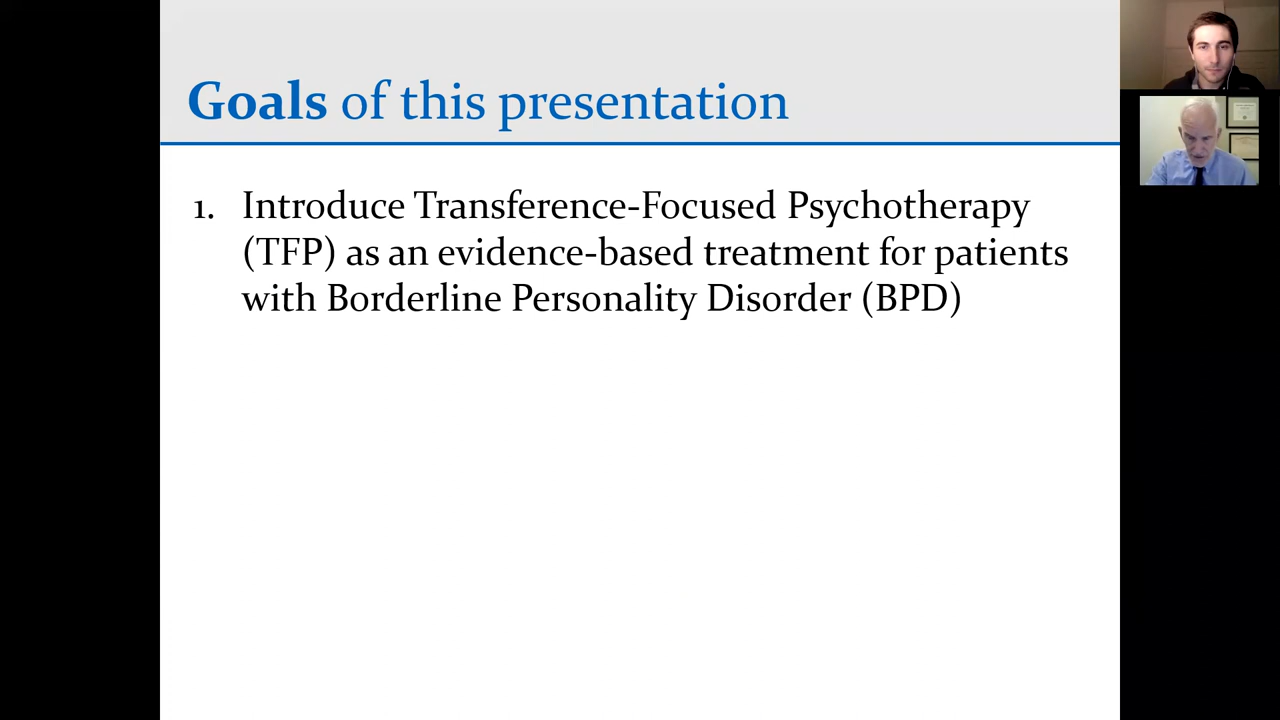 Goals of this presentation
1. Introduce Transference-Focused Psychotherapy
(TFP) as an evidence-based treatment for patients
with Borderline Personality Disorder (BPD)